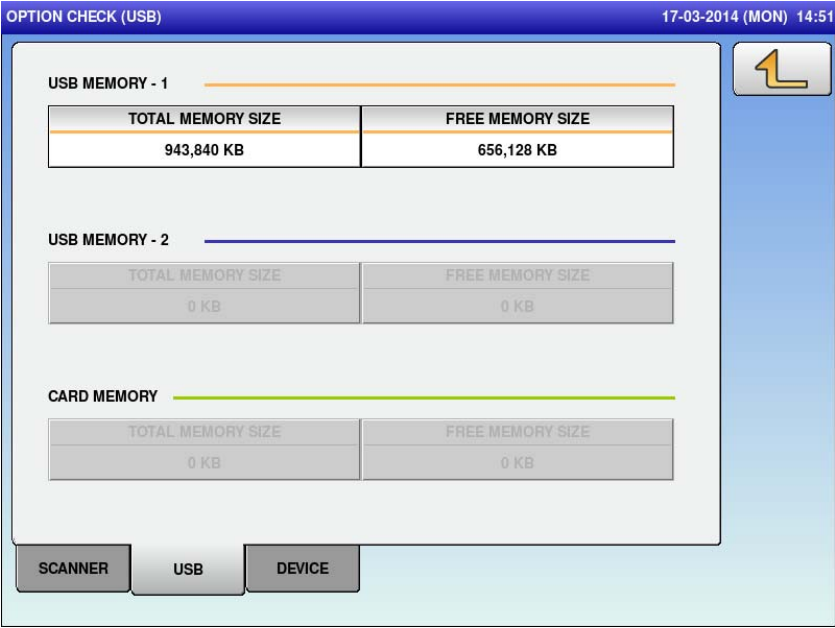 OPTION CHECK (USB) 17-03-2014 (MON) 14:51
USB MEMORY - 1
TOTAL MEMORY SIZE FREE MEMORY SIZE
943,840 KB 656,128 KB
USB MEMORY - 2
TOTAL MEMORY SIZE FREE MEMORY SIZE
0 KB 0 KB
CARD MEMORY
TOTAL MEMORY SIZE FREE MEMORY SIZE
0 KB 0 KB
SCANNER USB DEVICE